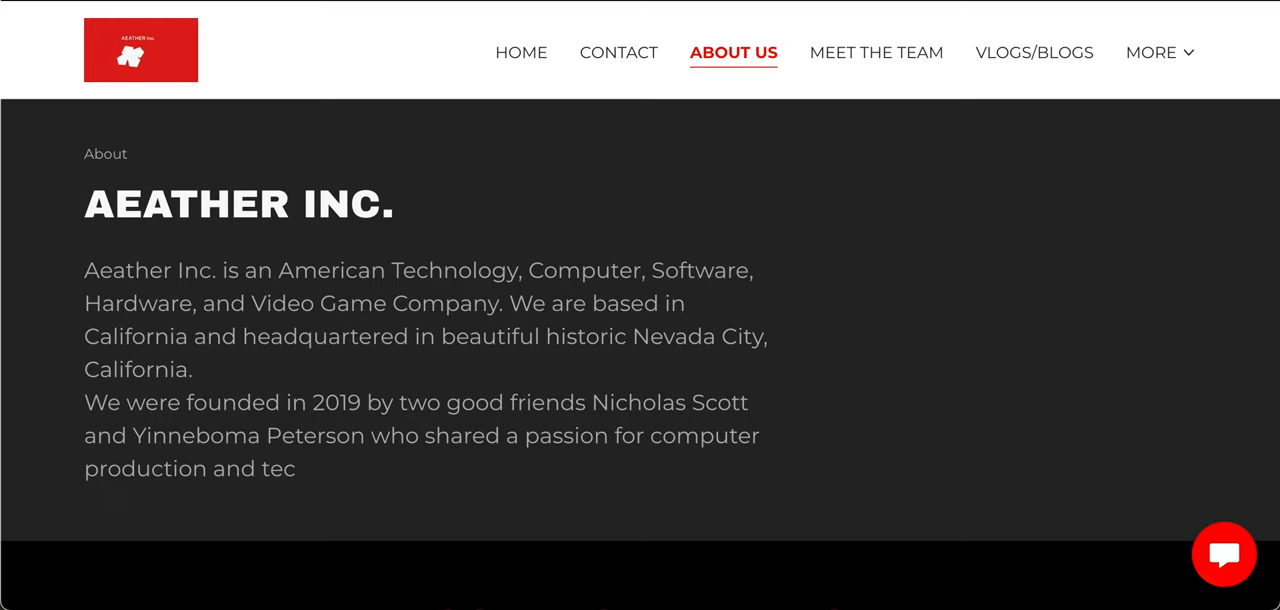 AEATHER Inc.
HOME CONTACT ABOUT US MEET THE TEAM VLOGS/BLOGS MORE
About
AEATHER INC.
Aeather Inc. is an American Technology, Computer, Software,
Hardware, and Video Game Company. We are based in
California and headquartered in beautiful historic Nevada City,
California.
We were founded in 2019 by two good friends Nicholas Scott
and Yinneboma Peterson who shared a passion for computer
production and tec